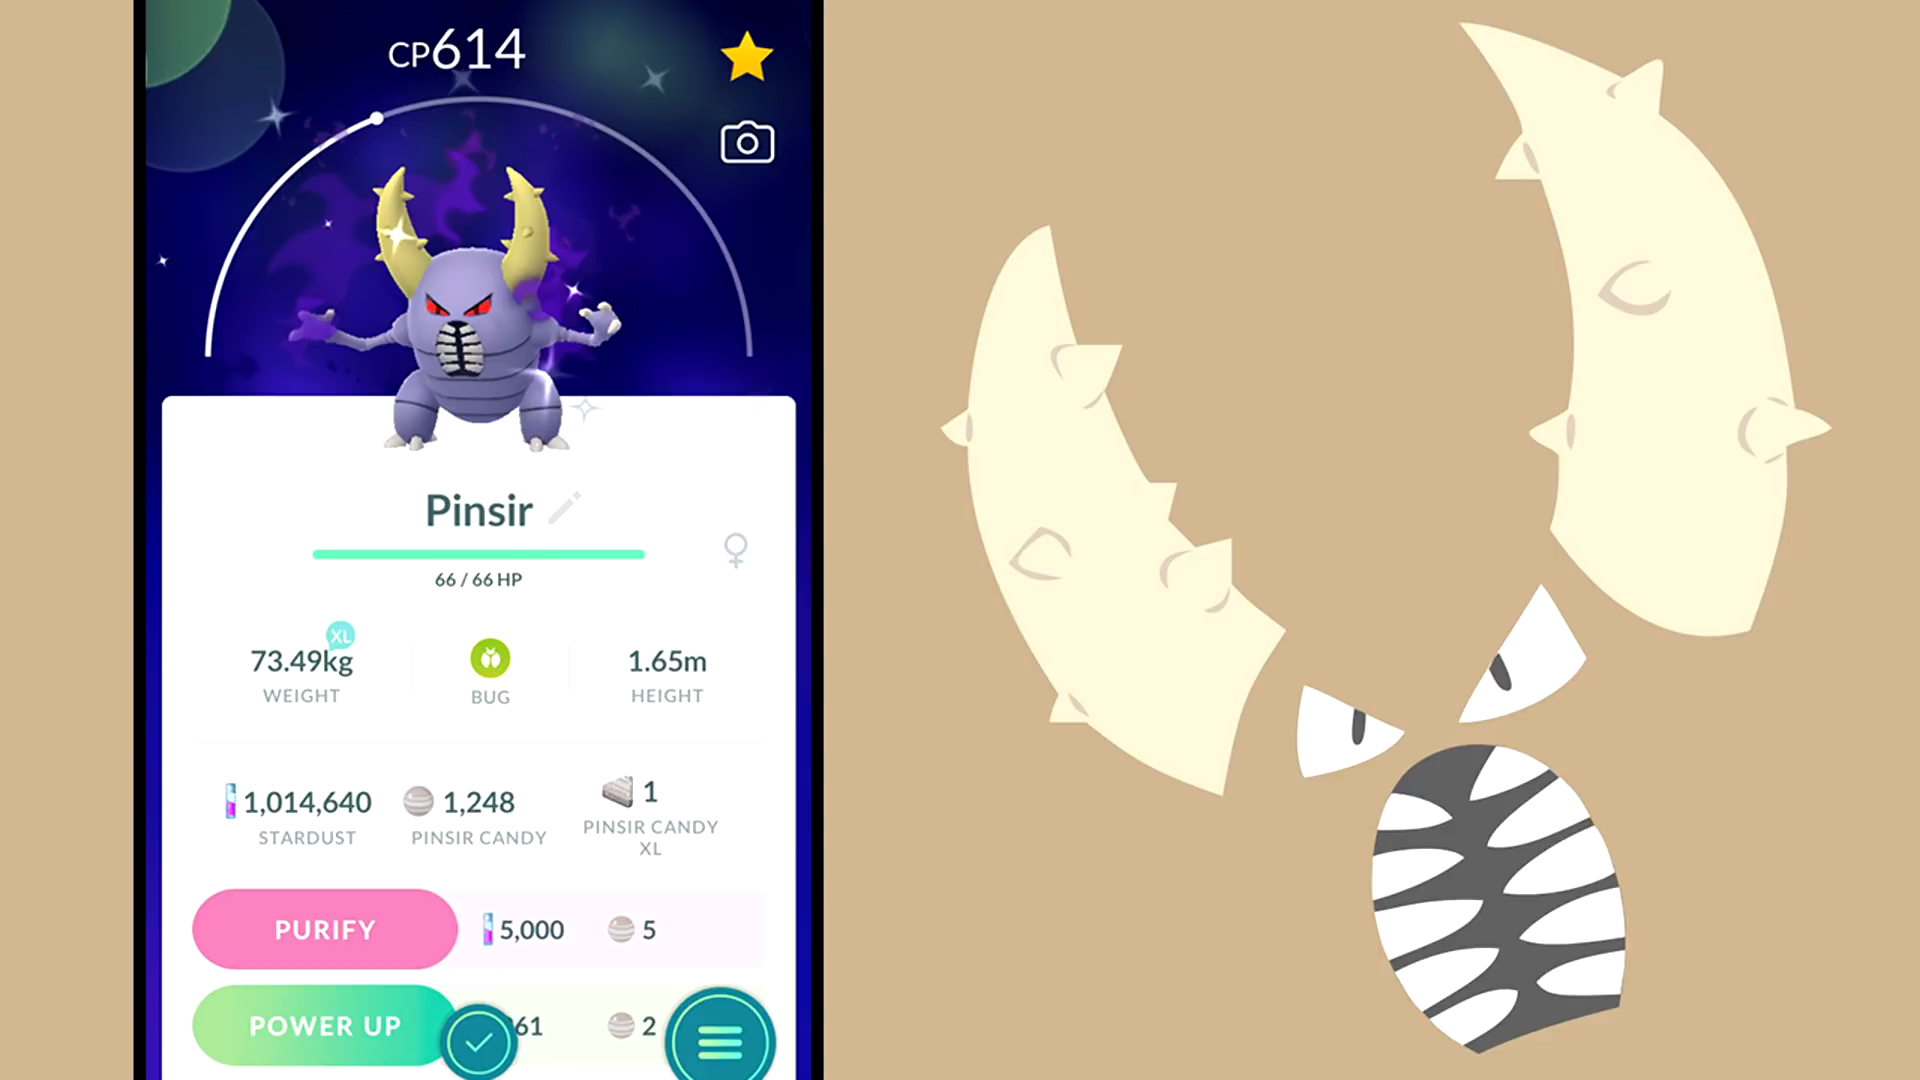 CP614
Pinsir
66 / 66 HP
XL
73.49kg
WEIGHT
BUG
1.65m
HEIGHT
1,014,640
STARDUST
1,248
PINSIR CANDY
1
PINSIR CANDY
XL
PURIFY
5,000
5
POWER UP
61
2